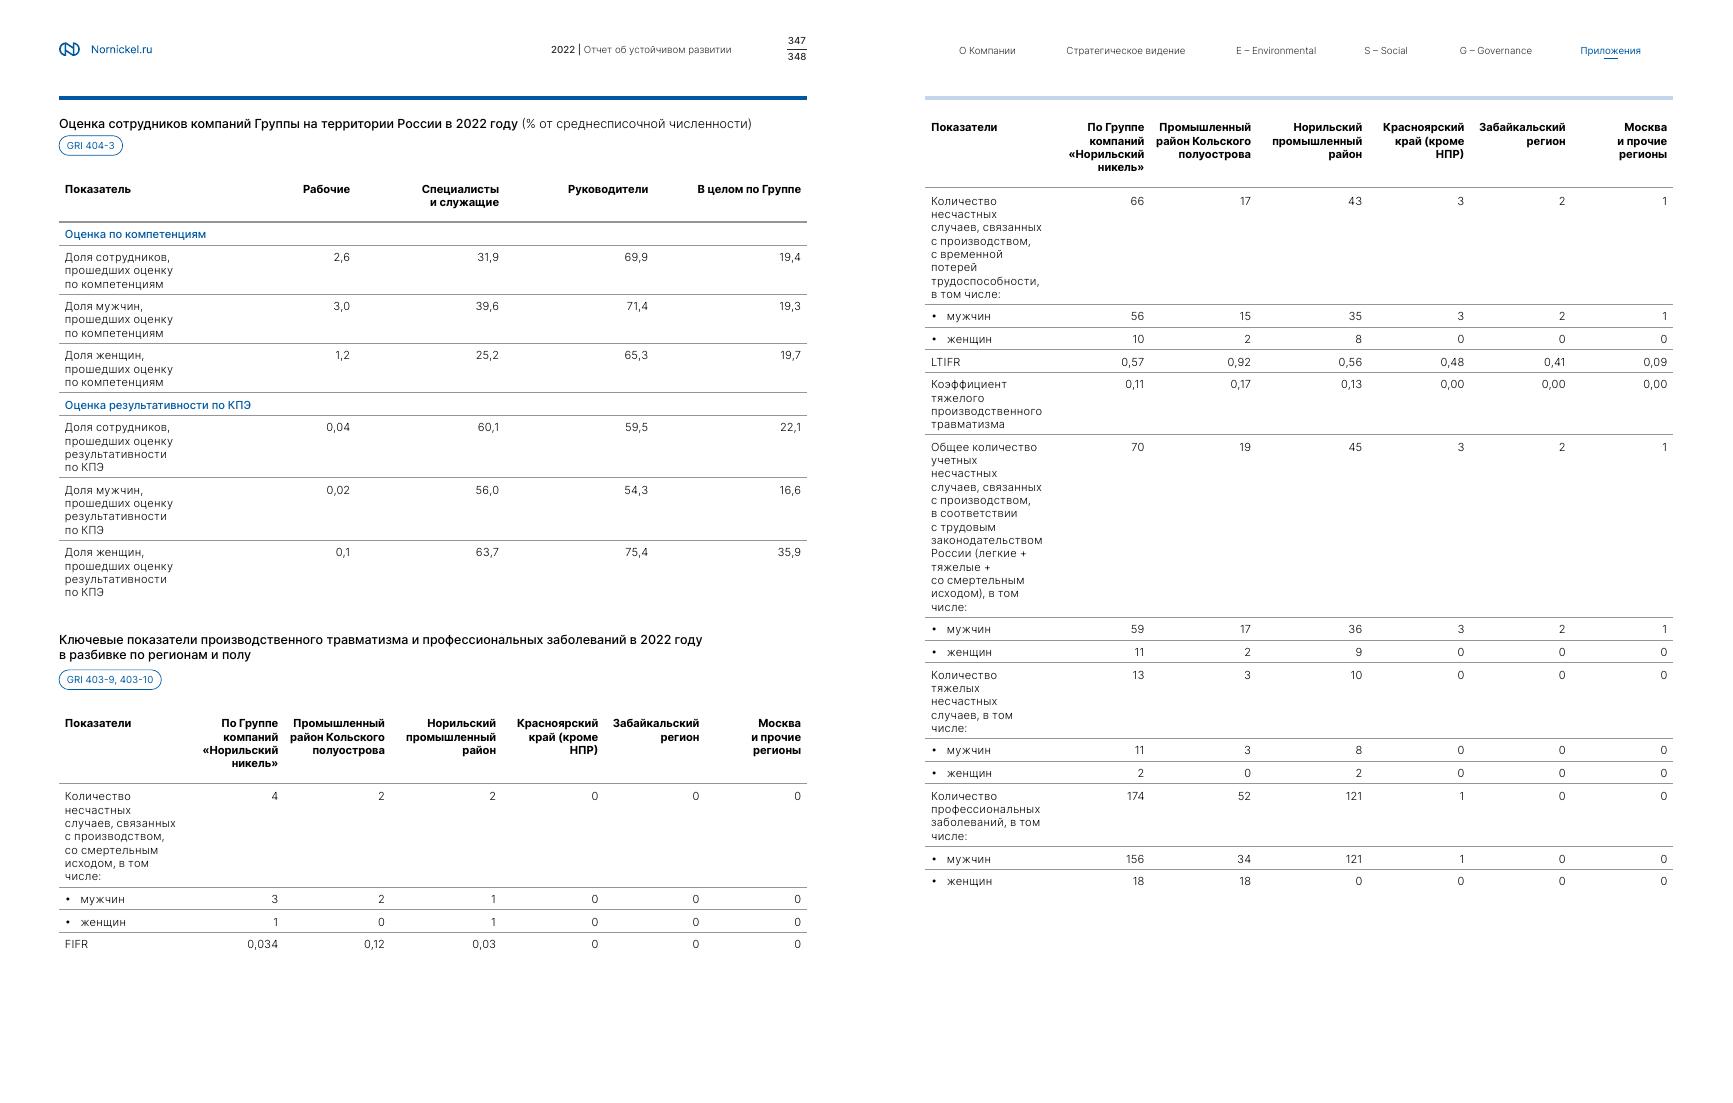 Nornickel.ru
2022 | Отчет об устойчивом развитии
347
348
Оценка сотрудников компаний Группы на территории России в 2022 году (% от среднесписочной численности)
GRI 404-3
Показатель Рабочие Специалисты и служащие Руководители В целом по Группе
Оценка по компетенциям
Доля сотрудников, 2,6 31,9 69,9 19,4
прошедших оценку
по компетенциям
Доля мужчин, 3,0 39,6 71,4 19,3
прошедших оценку
по компетенциям
Доля женщин, 1,2 25,2 65,3 19,7
прошедших оценку
по компетенциям
Оценка результативности по КПЭ
Доля сотрудников, 0,04 60,1 59,5 22,1
прошедших оценку
результативности
по КПЭ
Доля мужчин, 0,02 56,0 54,3 16,6
прошедших оценку
результативности
по КПЭ
Доля женщин, 0,1 63,7 75,4 35,9
прошедших оценку
результативности
по КПЭ
Ключевые показатели производственного травматизма и профессиональных заболеваний в 2022 году
в разбивке по регионам и полу
GRI 403-9, 403-10
Показатели По Группе Промышленный Норильский Красноярский Забайкальский Москва
компаний район Кольского промышленный край (кроме регион и прочие
«Норильский полуострова район НПР) регионы
никель»
Количество 4 2 2 0 0 0
несчастных
случаев, связанных
с производством,
со смертельным
исходом, в том
числе:
• мужчин 3 2 1 0 0 0
• женщин 1 0 1 0 0 0
FIFR 0,034 0,12 0,03 0 0 0
О Компании Стратегическое видение E – Environmental S – Social G – Governance Приложения
Показатели По Группе Промышленный Норильский Красноярский Забайкальский Москва
компаний район Кольского промышленный край (кроме регион и прочие
«Норильский полуострова район НПР) регионы
никель»
Количество 66 17 43 3 2 1
несчастных
случаев, связанных
с производством,
с временной
потерей
трудоспособности,
в том числе:
• мужчин 56 15 35 3 2 1
• женщин 10 2 8 0 0 0
LTIFR 0,57 0,92 0,56 0,48 0,41 0,09
Коэффициент 0,11 0,17 0,13 0,00 0,00 0,00
тяжелого
производственного
травматизма
Общее количество 70 19 45 3 2 1
учетных
несчастных
случаев, связанных
с производством,
в соответствии
с трудовым
законодательством
России (легкие +
тяжелые +
со смертельным
исходом), в том
числе:
• мужчин 59 17 36 3 2 1
• женщин 11 2 9 0 0 0
Количество 13 3 10 0 0 0
тяжелых
несчастных
случаев, в том
числе:
• мужчин 11 3 8 0 0 0
• женщин 2 0 2 0 0 0
Количество 174 52 121 1 0 0
профессиональных
заболеваний, в том
числе:
• мужчин 156 34 121 1 0 0
• женщин 18 18 0 0 0 0